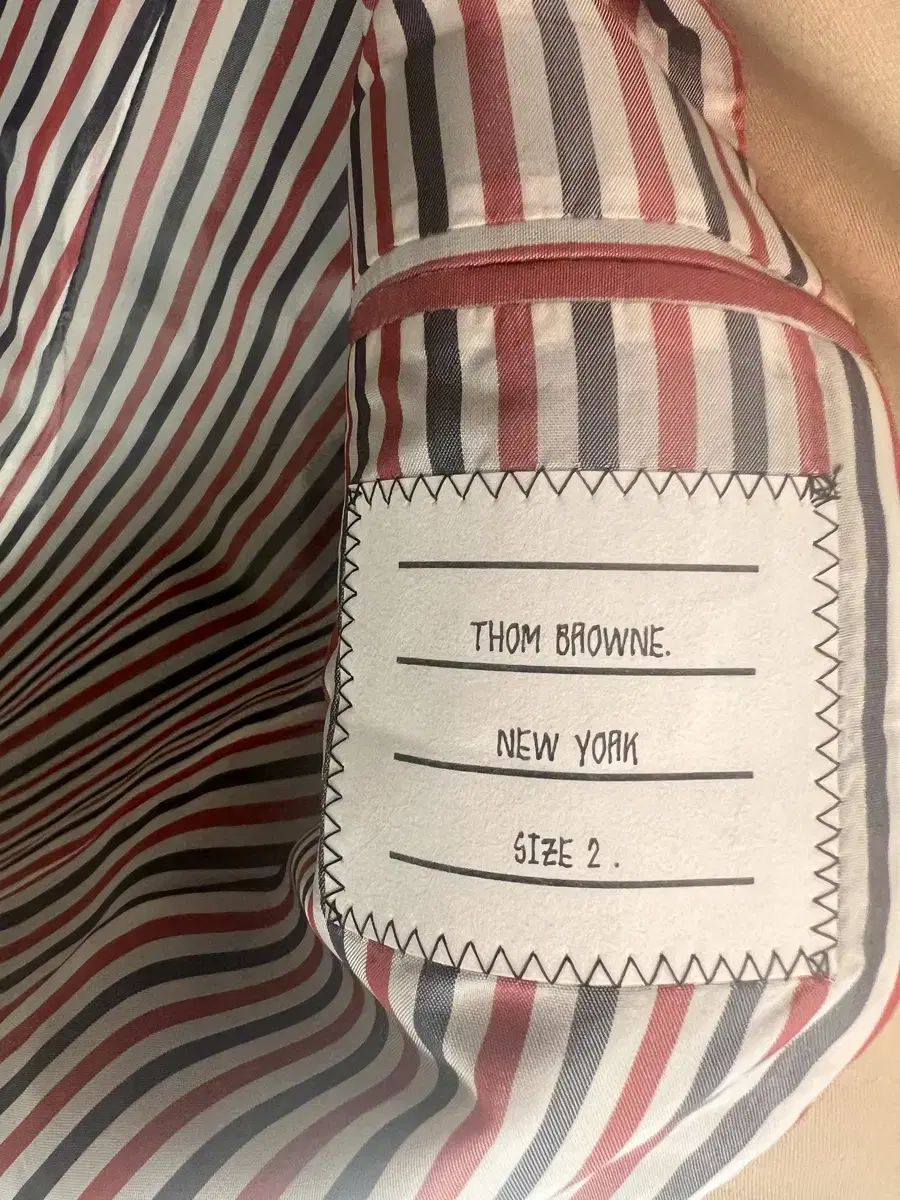 THOM BROWNE.
NEW YORK
SIZE 2 .